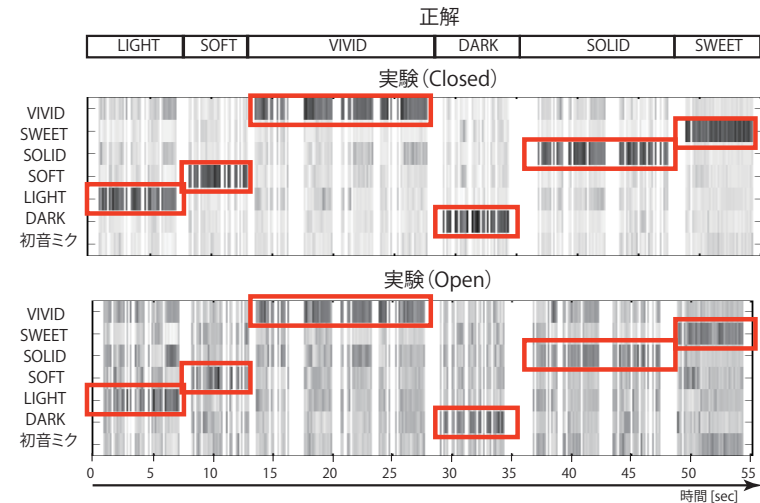 正解
LIGHT SOFT VIVID DARK SOLID SWEET
実験(Closed)
VIVID
SWEET
SOLID
SOFT
LIGHT
DARK
初音ミク
実験(Open)
VIVID
SWEET
SOLID
SOFT
LIGHT
DARK
初音ミク
0 5 10 15 20 25 30 35 40 45 50 55
時間 [sec]